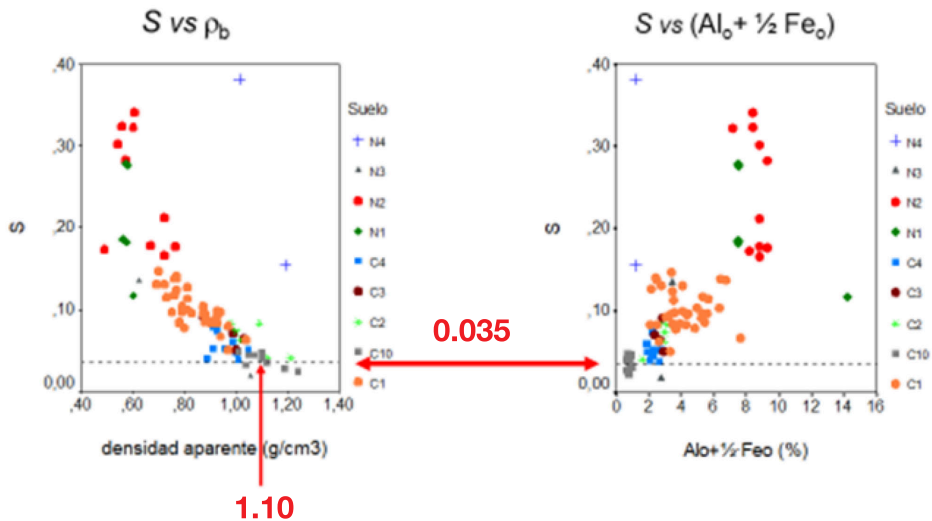 S vs ρb
S vs (Alo+ ½ Feo)
,40
,30
,20
,10
0,00
S
,40 ,60 ,80 1,00 1,20 1,40
densidad aparente (g/cm3)
Suelo
N4
N3
N2
N1
C4
C3
C2
C10
C1
0.035
1.10
,40
,30
,20
,10
0,00
S
0 2 4 6 8 10 12 14 16
Alo+½Feo (%)
Suelo
N4
N3
N2
N1
C4
C3
C2
C10
C1